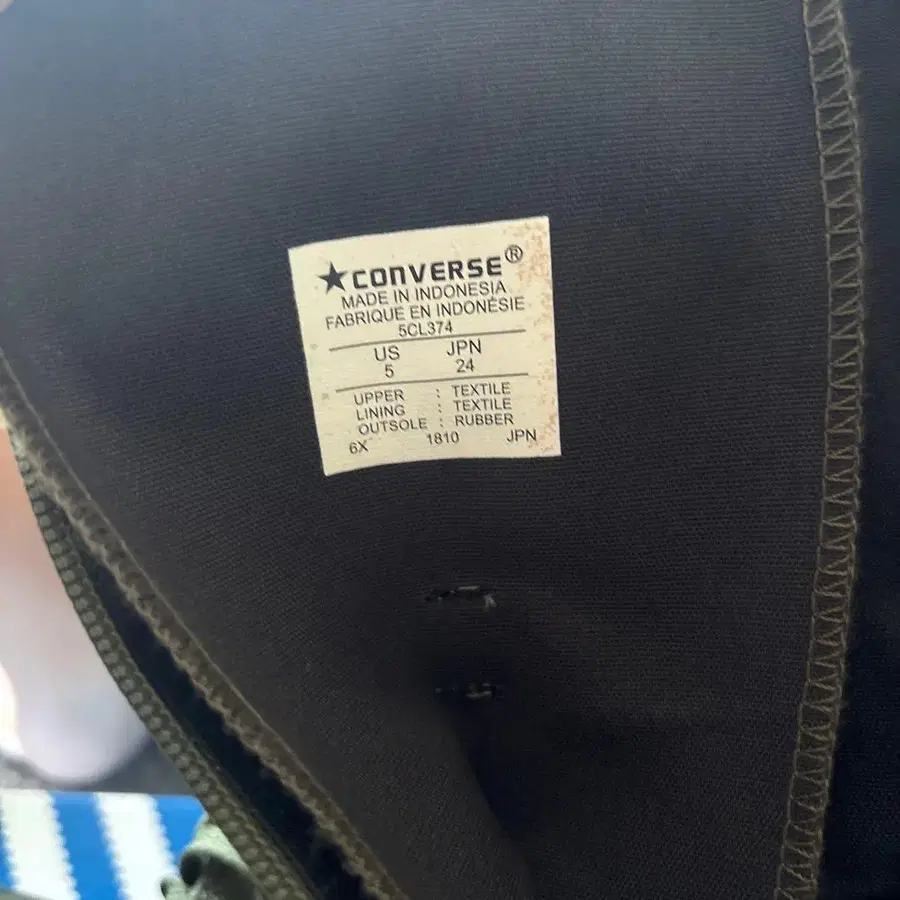 ★CONVERSE®
MADE IN INDONESIA
FABRIQUE EN INDONÉSIE
5CL374
US JPN
5 24
UPPER : TEXTILE
LINING : TEXTILE
OUTSOLE : RUBBER
6X 1810 JPN